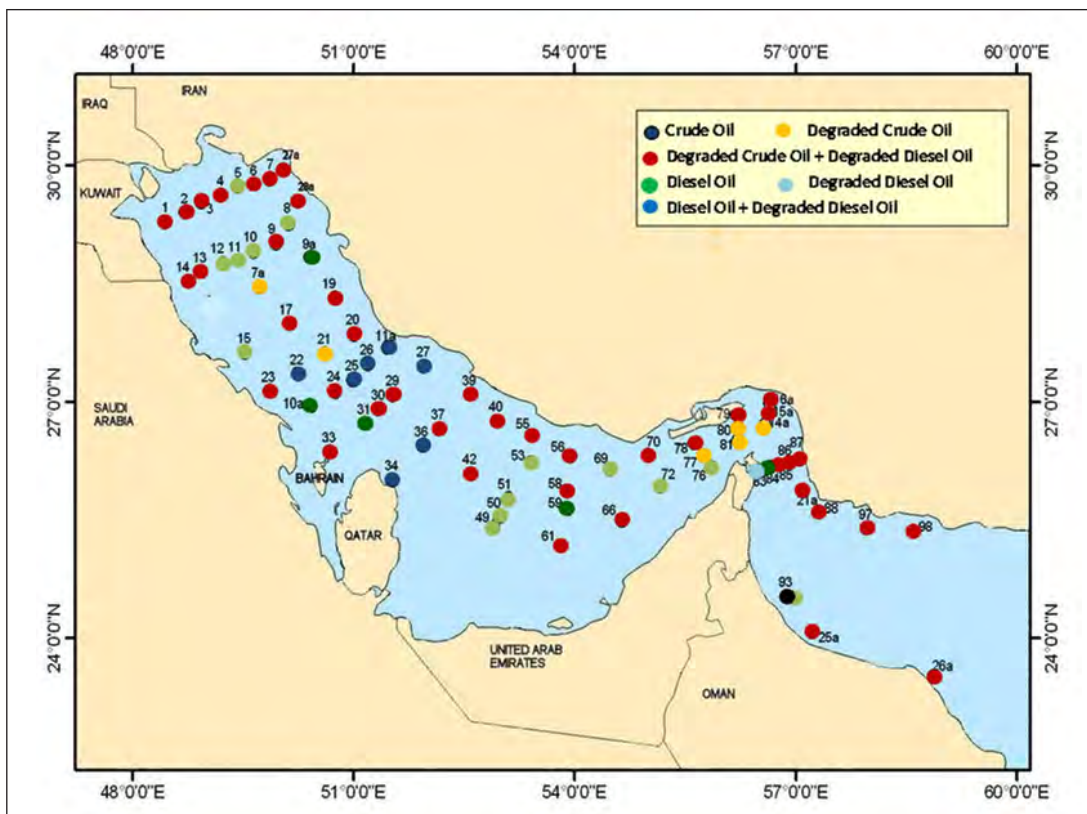 48°0'0"E 51°0'0"E 54°0'0"E 57°0'0"E 60°0'0"E
IRAN
IRAQ
Crude Oil Degraded Crude Oil
Degraded Crude Oil + Degraded Diesel Oil
Diesel Oil Degraded Diesel Oil
Diesel Oil + Degraded Diesel Oil
30°0'0"N 30°0'0"N
KUWAIT
27a
7
6
5
4
28a
2
3
1
8
9
10
9a
12 11
13
14
7a
19
17
20
11a
15
21
26
27
22
25
27°0'0"N 27°0'0"N
23
24
29
39
16a
SAUDI
ARABIA
10a
30
15a
79
31
40
14a
37
80
55
33
36
81
87
56
70
78
86
BAHRAIN
34
42
53
69
77
76
83 84 85
72
51
58
21a
50
59
88
49
66
97
98
QATAR
61
93
24°0'0"N 24°0'0"N
25a
UNITED ARAB
EMIRATES
26a
OMAN
48°0'0"E 51°0'0"E 54°0'0"E 57°0'0"E 60°0'0"E